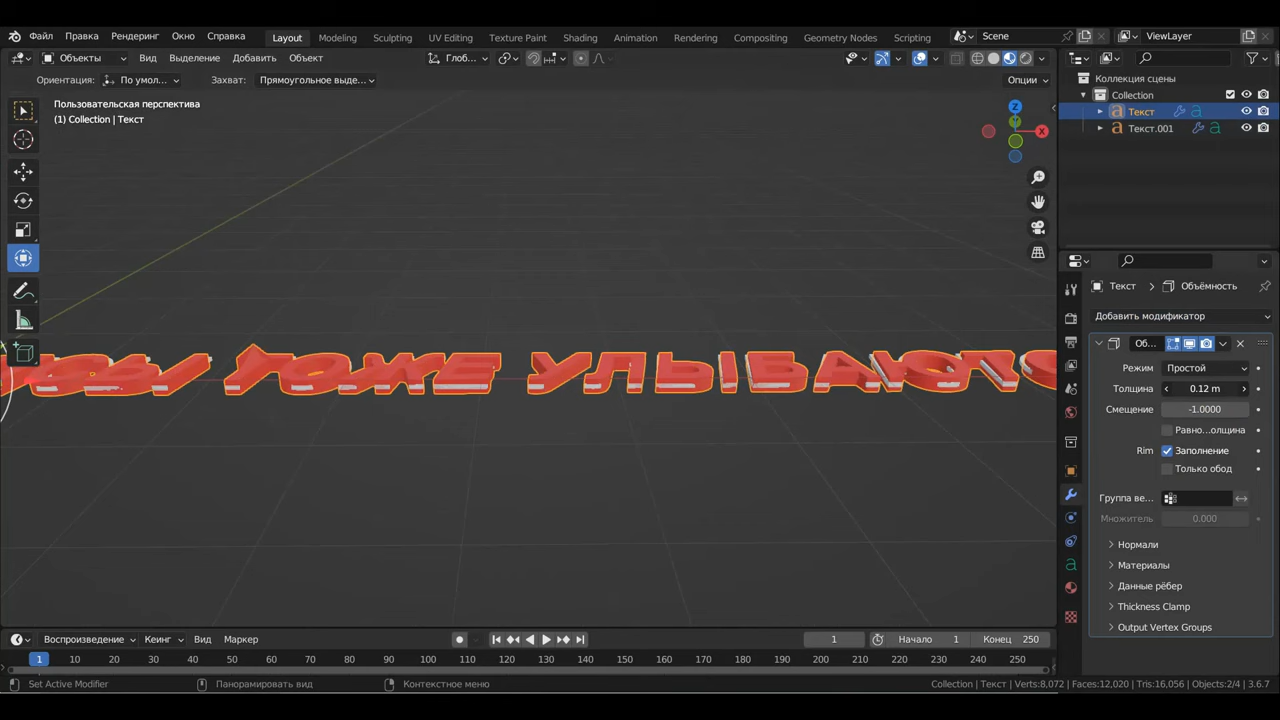 Файл Правка Рендеринг Окно Справка Layout Modeling Sculpting UV Editing Texture Paint Shading Animation Rendering Compositing Geometry Nodes Scripting Scene ViewLayer
Объекты Вид Выделение Добавить Объект Глоб...
Ориентация: По умол... Захват: Прямоугольное выде... Опции
Пользовательская перспектива
(1) Collection | Текст
Z
Y
X
Коллекция сцены
Collection
Текст
Текст.001
Текст Объёмность
Добавить модификатор
Об...
Режим Простой
Толщина 0.12 m
Смещение -1.0000
Равно...олщина
Rim Заполнение
Только обод
Группа ве...
Множитель 0.000
Нормали
Материалы
Данные рёбер
Thickness Clamp
Output Vertex Groups
ТОЖЕ УЛЫБАЮТС
Воспроизведение Кеинг Вид Маркер 1 Начало 1 Конец 250
1 10 20 30 40 50 60 70 80 90 100 110 120 130 140 150 160 170 180 190 200 210 220 230 240 250
Set Active Modifier Панорамировать вид Контекстное меню Collection | Текст | Verts:8,072 | Faces:12,020 | Tris:16,056 | Objects:2/4 | 3.6.7